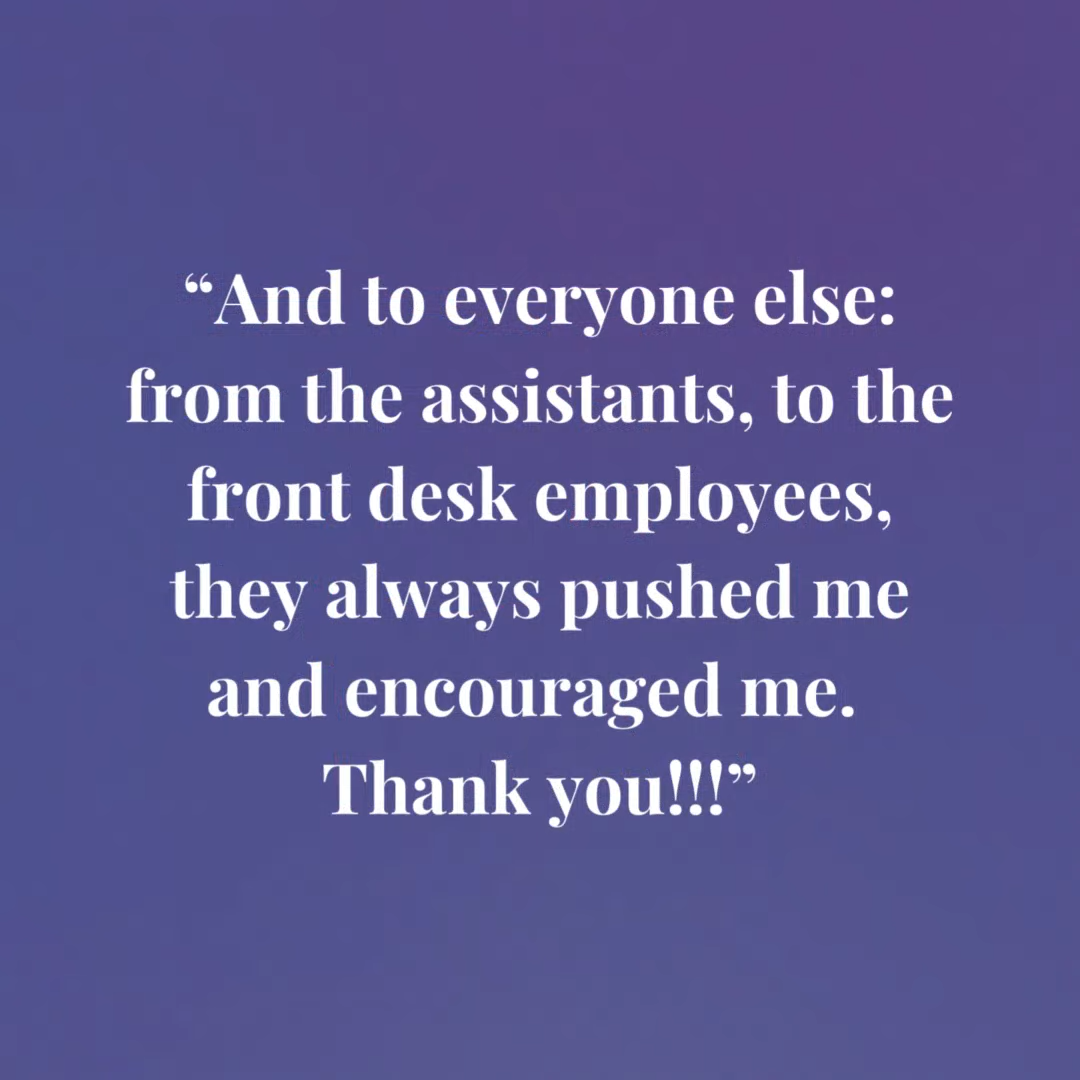 “And to everyone else:
from the assistants, to the
front desk employees,
they always pushed me
and encouraged me.
Thank you!!!”